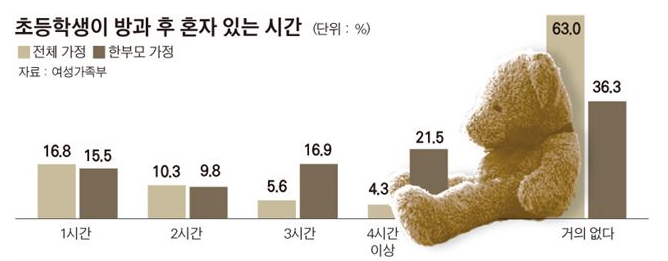 초등학생이 방과 후 혼자 있는 시간 (단위 : %)
전체 가정 한부모 가정
자료 : 여성가족부
16.8 15.5 10.3 9.8 5.6 16.9 4.3 21.5 63.0 36.3
1시간 2시간 3시간 4시간 거의 없다
이상